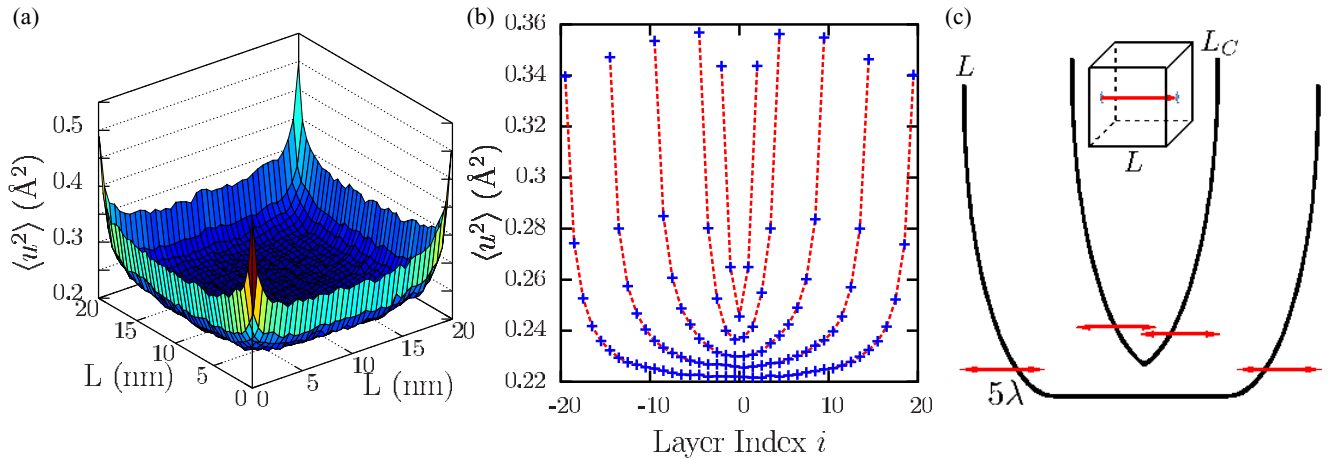 (a)
⟨u²⟩ (Å²)
0.5
0.4
0.3
0.2
20
15
10
5
0
L (nm)
0
5
10
15
20
L (nm)
(b)
⟨u²⟩ (Å²)
0.36
0.34
0.32
0.3
0.28
0.26
0.24
0.22
-20
-10
0
10
20
Layer Index i
(c)
L
L_C
L
5λ